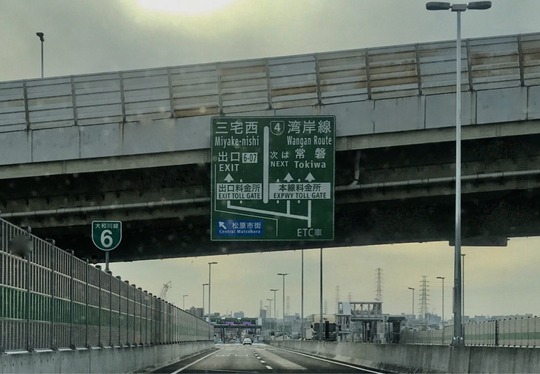 三宅西
Miyake-nishi
出口 6-07
EXIT
4 湾岸線
Wangan Route
次は 常磐
NEXT Tokiwa
出口料金所
EXIT TOLL GATE
本線料金所
EXPWY TOLL GATE
松原市街
Central Matsubara
ETC車
大和川線
6